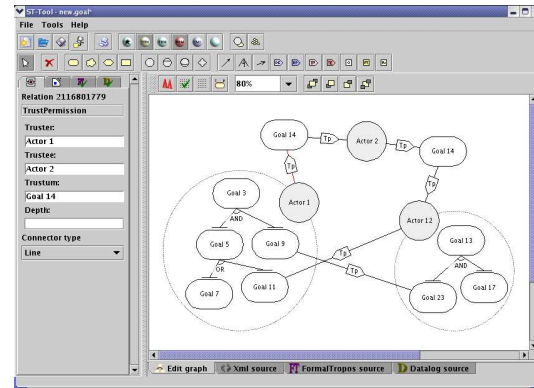 ST-Tool - new.goal*
File Tools Help
80%
Relation 2116801779
TrustPermission
Truster:
Actor 1
Trustee:
Actor 2
Trustum:
Goal 14
Depth:
Connector type
Line
Goal 14
Tp
Actor 2
Tp
Goal 14
Tp
Tp
Goal 3
Actor 1
AND
Actor 12
Goal 5
Goal 9
Goal 13
Tp
AND
OR
Tp
Goal 7
Goal 11
Goal 23
Goal 17
Edit graph
Xml source
FT FormalTropos source
D Datalog source